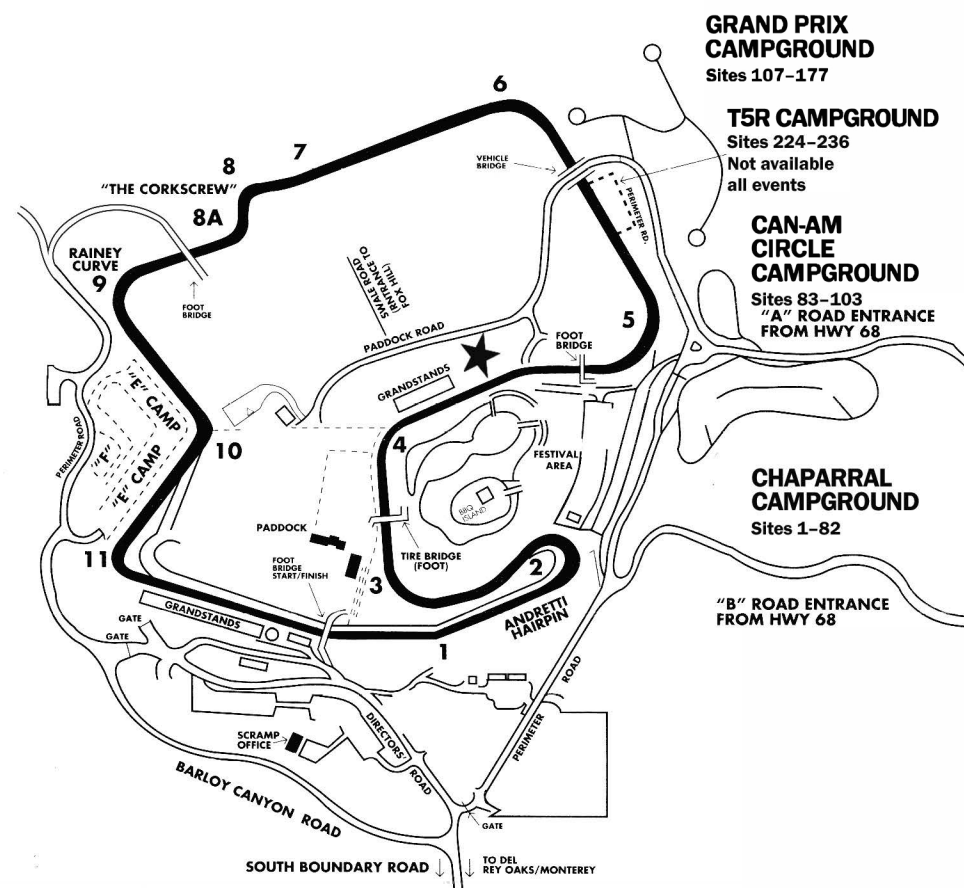 GRAND PRIX
CAMPGROUND
Sites 107–177
T5R CAMPGROUND
Sites 224–236
Not available
all events
CAN-AM
CIRCLE
CAMPGROUND
Sites 83–103
"A" ROAD ENTRANCE
FROM HWY 68
CHAPARRAL
CAMPGROUND
Sites 1–82
"B" ROAD ENTRANCE
FROM HWY 68
6
7
8
"THE CORKSCREW"
8A
VEHICLE
BRIDGE
PERIMETER RD.
RAINEY
CURVE
9
FOOT
BRIDGE
SWALE ROAD
(RNTRANCE TO
FOX HILL)
PADDOCK ROAD
5
FOOT
BRIDGE
GRANDSTANDS
"E" CAMP
"F"
"E" CAMP
PERIMETER ROAD
10
4
FESTIVAL
AREA
BBQ
ISLAND
PADDOCK
TIRE BRIDGE
(FOOT)
FOOT
BRIDGE
START/FINISH
3
2
11
ANDRETTI
HAIRPIN
GRANDSTANDS
GATE
GATE
1
SCRAMP
OFFICE
DIRECTORS'
ROAD
PERIMETER
ROAD
BARLOY CANYON ROAD
GATE
SOUTH BOUNDARY ROAD
TO DEL
REY OAKS/MONTEREY